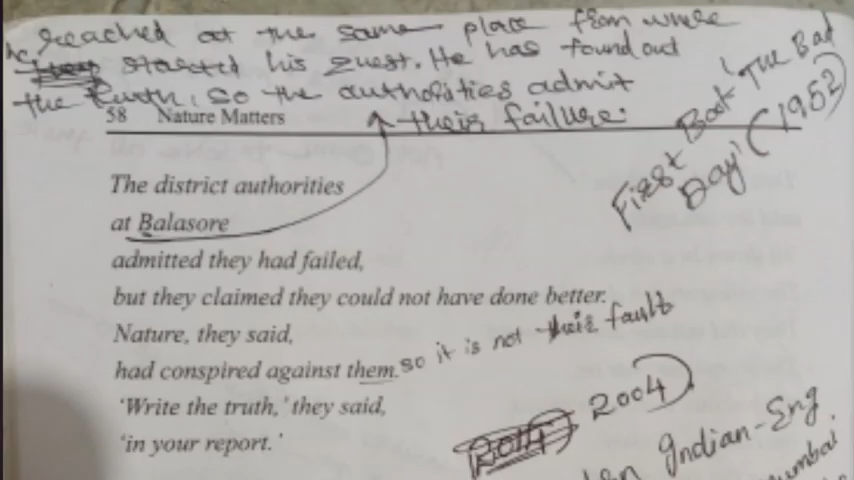 reached at the same place from where
he started his quest. He has found out
the truth, so the authorities admit
their failure.
58 Nature Matters
First Book 'The Bad
Day' (1952)
The district authorities
at Balasore
admitted they had failed,
but they claimed they could not have done better.
Nature, they said,
had conspired against them.
so it is not their fault
'Write the truth,' they said,
'in your report.'
2004
Indian-Eng.
Mumbai